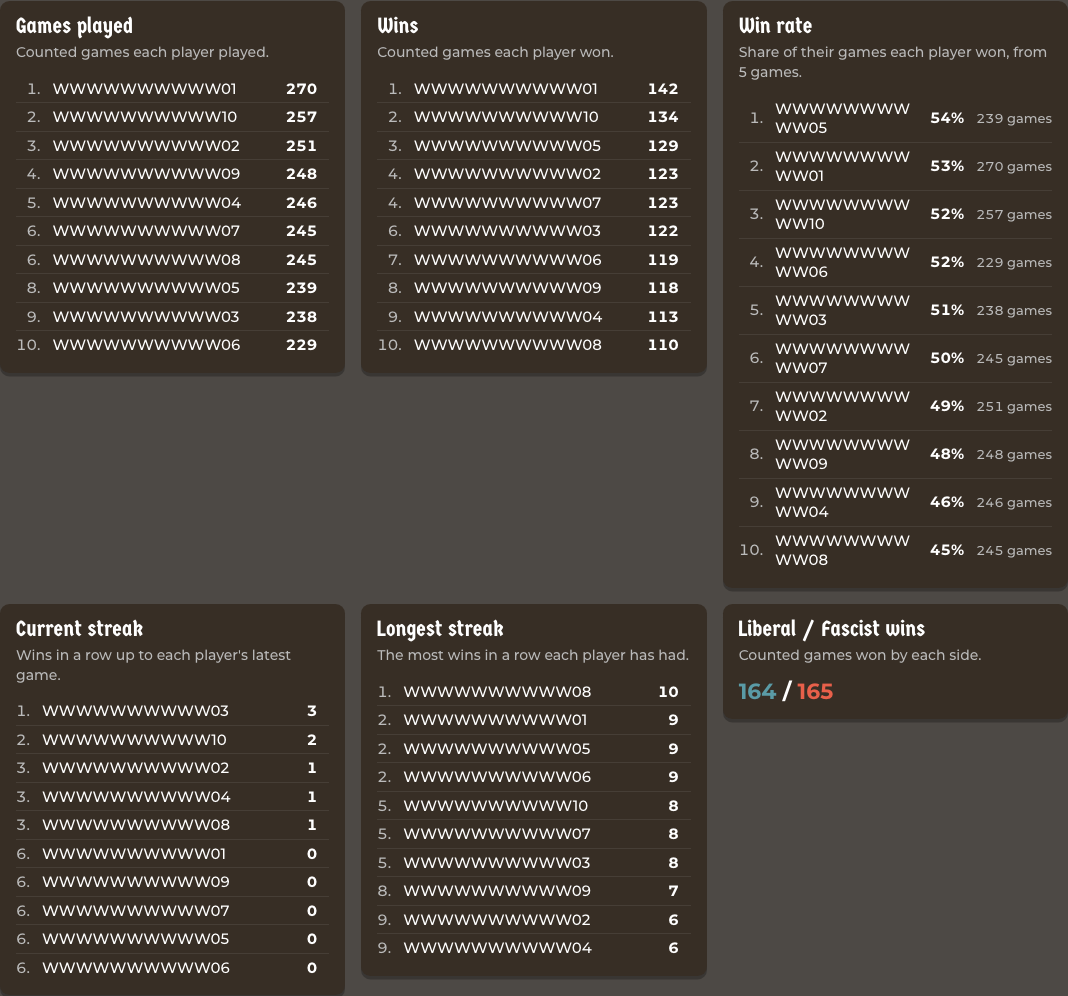 Games played
Counted games each player played.
1. WWWWWWWWWW01 270
2. WWWWWWWWWW10 257
3. WWWWWWWWWW02 251
4. WWWWWWWWWW09 248
5. WWWWWWWWWW04 246
6. WWWWWWWWWW07 245
6. WWWWWWWWWW08 245
8. WWWWWWWWWW05 239
9. WWWWWWWWWW03 238
10. WWWWWWWWWW06 229
Wins
Counted games each player won.
1. WWWWWWWWWW01 142
2. WWWWWWWWWW10 134
3. WWWWWWWWWW05 129
4. WWWWWWWWWW02 123
4. WWWWWWWWWW07 123
6. WWWWWWWWWW03 122
7. WWWWWWWWWW06 119
8. WWWWWWWWWW09 118
9. WWWWWWWWWW04 113
10. WWWWWWWWWW08 110
Win rate
Share of their games each player won, from
5 games.
1. WWWWWWWW
WW05 54% 239 games
2. WWWWWWWW
WW01 53% 270 games
3. WWWWWWWW
WW10 52% 257 games
4. WWWWWWWW
WW06 52% 229 games
5. WWWWWWWW
WW03 51% 238 games
6. WWWWWWWW
WW07 50% 245 games
7. WWWWWWWW
WW02 49% 251 games
8. WWWWWWWW
WW09 48% 248 games
9. WWWWWWWW
WW04 46% 246 games
10. WWWWWWWW
WW08 45% 245 games
Current streak
Wins in a row up to each player's latest
game.
1. WWWWWWWWWW03 3
2. WWWWWWWWWW10 2
3. WWWWWWWWWW02 1
3. WWWWWWWWWW04 1
3. WWWWWWWWWW08 1
6. WWWWWWWWWW01 0
6. WWWWWWWWWW09 0
6. WWWWWWWWWW07 0
6. WWWWWWWWWW05 0
6. WWWWWWWWWW06 0
Longest streak
The most wins in a row each player has had.
1. WWWWWWWWWW08 10
2. WWWWWWWWWW01 9
2. WWWWWWWWWW05 9
2. WWWWWWWWWW06 9
5. WWWWWWWWWW10 8
5. WWWWWWWWWW07 8
5. WWWWWWWWWW03 8
8. WWWWWWWWWW09 7
9. WWWWWWWWWW02 6
9. WWWWWWWWWW04 6
Liberal / Fascist wins
Counted games won by each side.
164 / 165